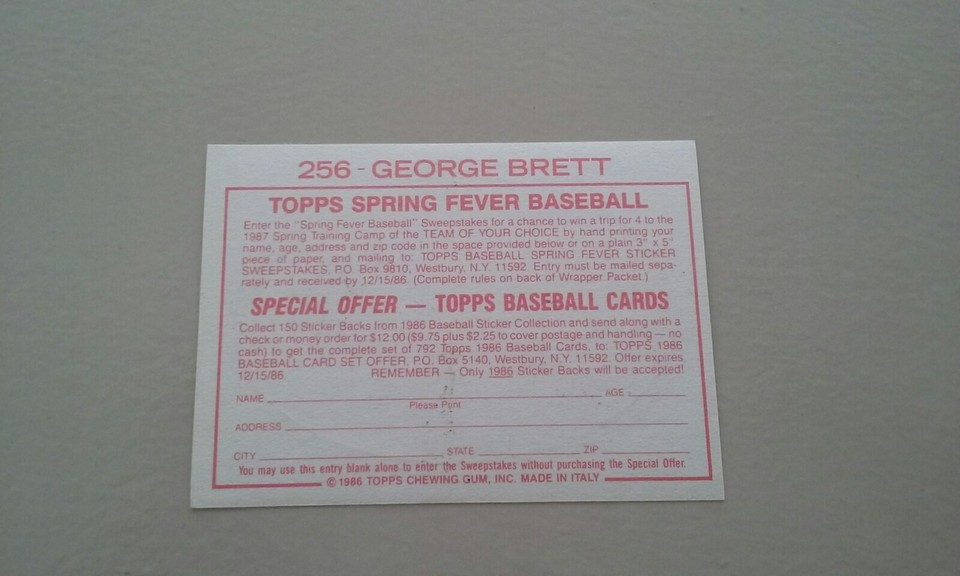 256 - GEORGE BRETT
TOPPS SPRING FEVER BASEBALL
Enter the "Spring Fever Baseball" Sweepstakes for a chance to win a trip for 4 to the
1987 Spring Training Camp of the TEAM OF YOUR CHOICE by hand printing your
name, age, address and zip code in the space provided below or on a plain 3" x 5"
piece of paper, and mailing to: TOPPS BASEBALL SPRING FEVER STICKER
SWEEPSTAKES, P.O. Box 9810, Westbury, N.Y. 11592. Entry must be mailed sepa-
rately and received by 12/15/86. (Complete rules on back of Wrapper Packet.)
SPECIAL OFFER — TOPPS BASEBALL CARDS
Collect 150 Sticker Backs from 1986 Baseball Sticker Collection and send along with a
check or money order for $12.00 ($9.75 plus $2.25 to cover postage and handling — no
cash) to get the complete set of 792 Topps 1986 Baseball Cards, to: TOPPS 1986
BASEBALL CARD SET OFFER, P.O. Box 5140, Westbury, N.Y. 11592. Offer expires
12/15/86. REMEMBER — Only 1986 Sticker Backs will be accepted!
NAME AGE
Please Print
ADDRESS
CITY STATE ZIP
You may use this entry blank alone to enter the Sweepstakes without purchasing the Special Offer.
© 1986 TOPPS CHEWING GUM, INC. MADE IN ITALY